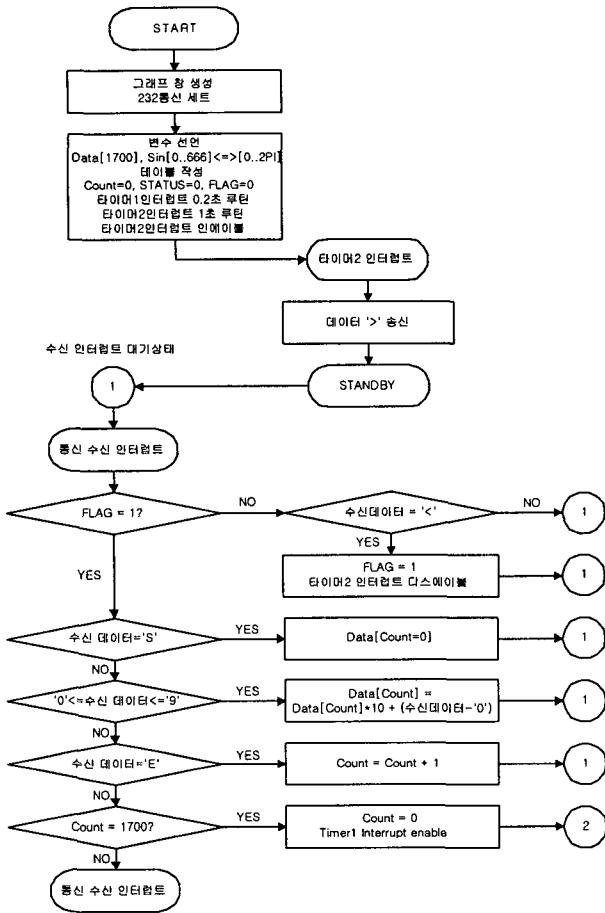 START
그래프 창 생성
232통신 세트
변수 선언
Data[1700], Sin[0..666]<=>[0..2PI]
테이블 작성
Count=0, STATUS=0, FLAG=0
타이머1인터럽트 0.2초 루틴
타이머2인터럽트 1초 루틴
타이머2인터럽트 인에이블
타이머2 인터럽트
데이터 '>' 송신
STANDBY
수신 인터럽트 대기상태
1
통신 수신 인터럽트
FLAG = 1?
NO
수신데이터 = '<'
NO
1
YES
FLAG = 1
타이머2 인터럽트 디스에이블
1
YES
수신 데이터='S'
YES
Data[Count=0]
1
NO
'0'<=수신 데이터<='9'
YES
Data[Count] =
Data[Count]*10 + (수신데이터-'0')
1
NO
수신 데이터='E'
YES
Count = Count + 1
1
NO
Count = 1700?
YES
Count = 0
Timer1 Interrupt enable
2
NO
통신 수신 인터럽트